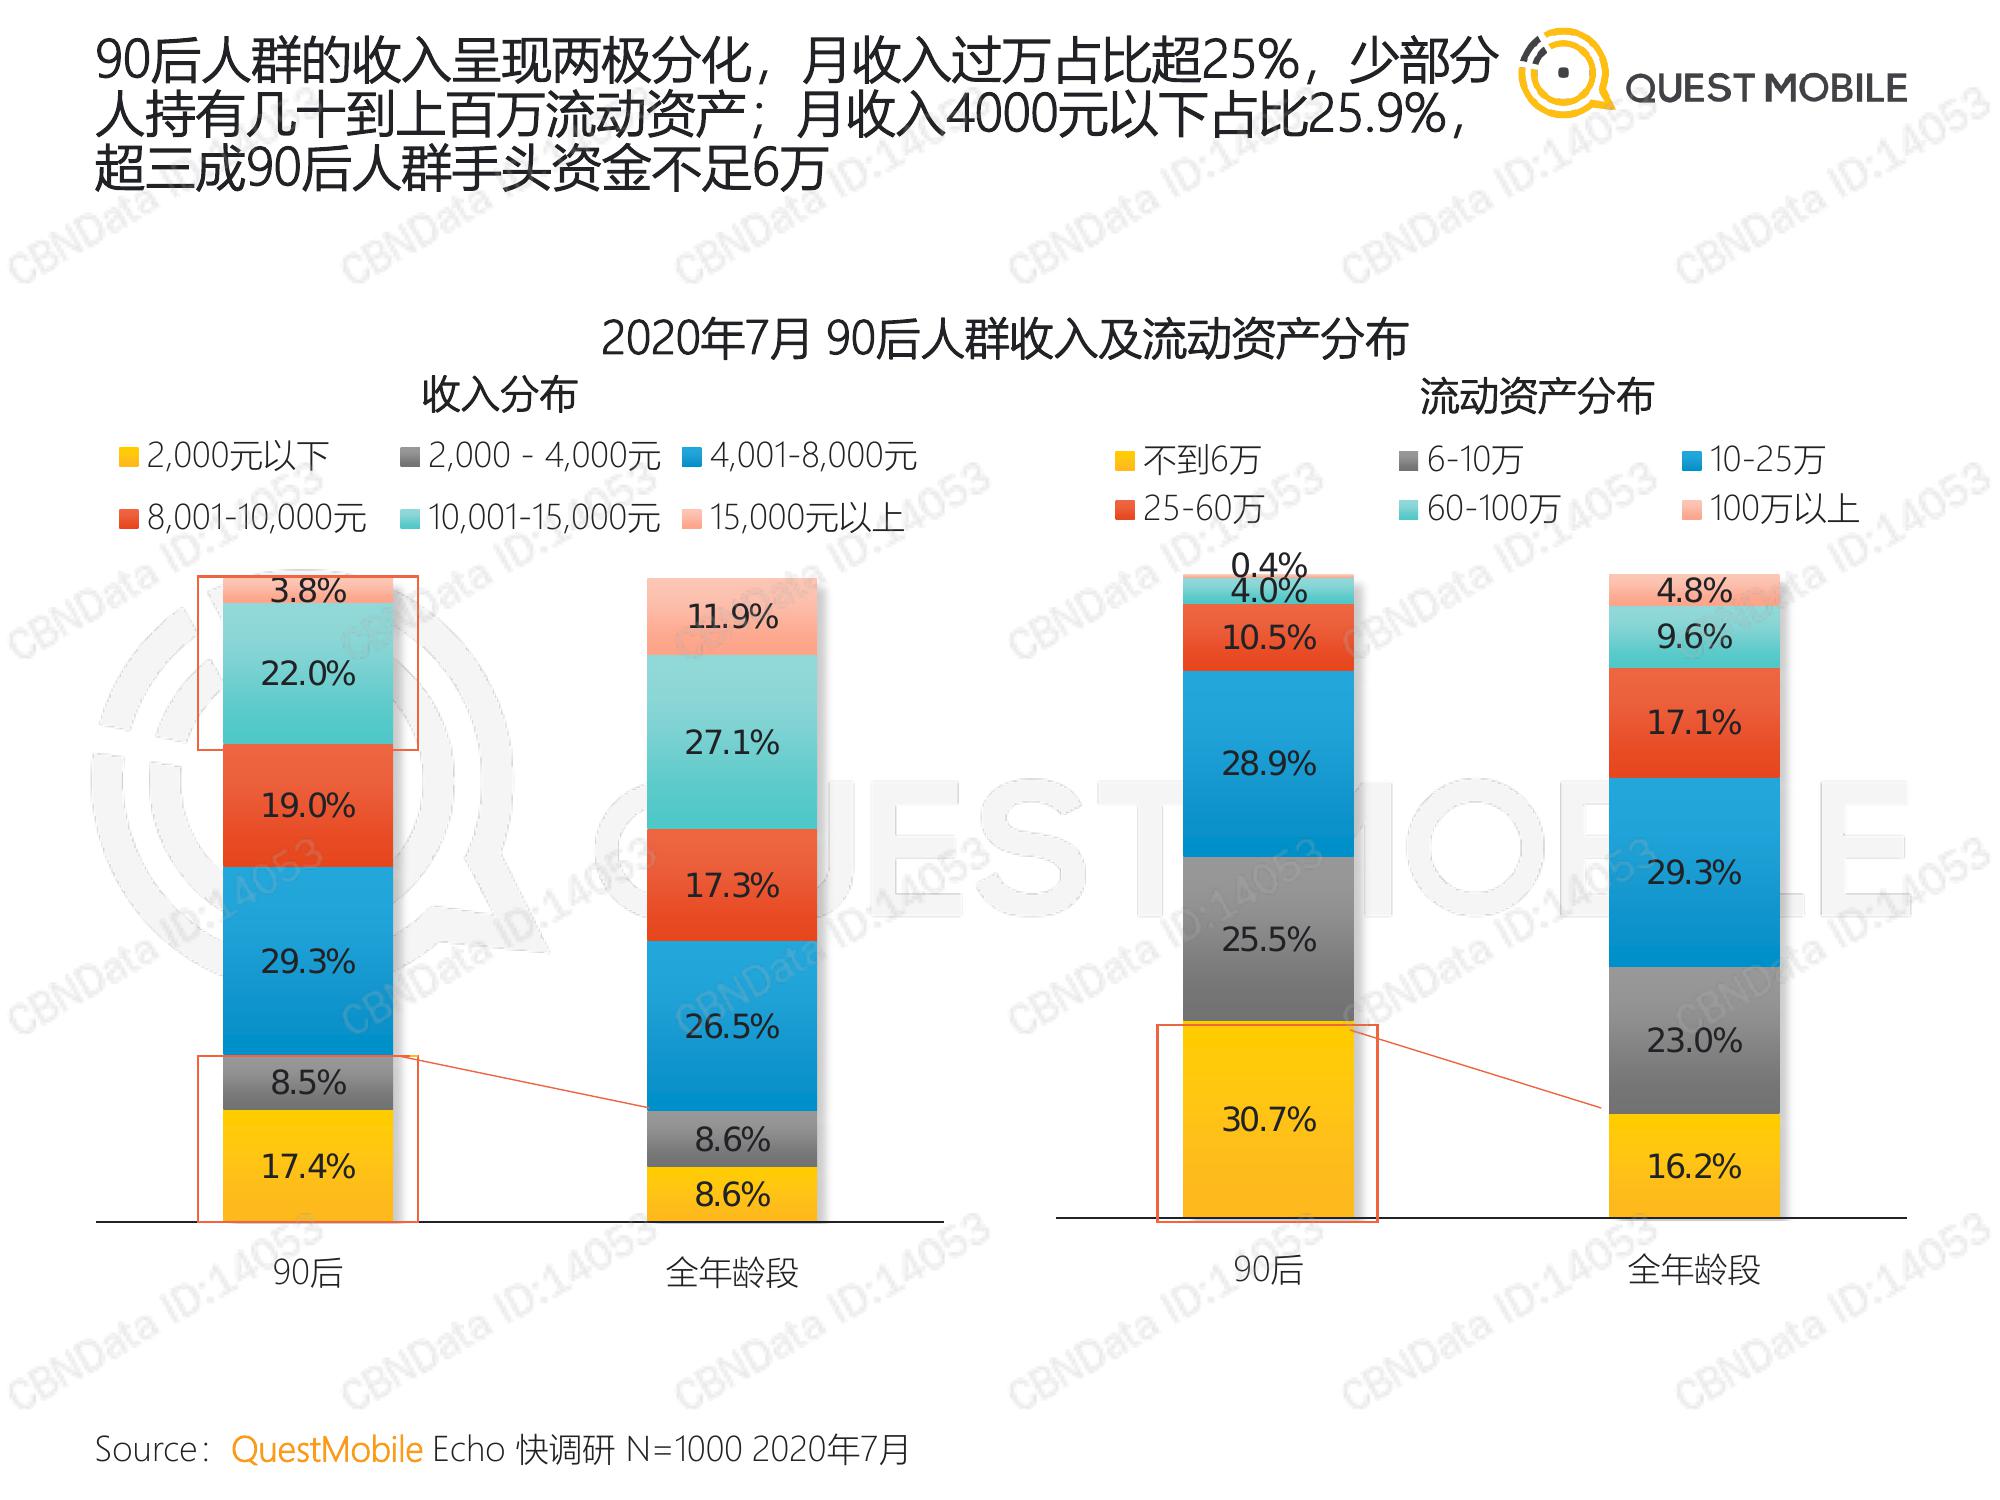 90后人群的收入呈现两极分化，月收入过万占比超25%，少部分
人持有几十到上百万流动资产；月收入4000元以下占比25.9%，
超三成90后人群手头资金不足6万
QUEST MOBILE
2020年7月 90后人群收入及流动资产分布
收入分布
2,000元以下 2,000 - 4,000元 4,001-8,000元
8,001-10,000元 10,001-15,000元 15,000元以上
3.8%
22.0%
19.0%
29.3%
8.5%
17.4%
11.9%
27.1%
17.3%
26.5%
8.6%
8.6%
90后 全年龄段
流动资产分布
不到6万 6-10万 10-25万
25-60万 60-100万 100万以上
0.4%
4.0%
10.5%
28.9%
25.5%
30.7%
4.8%
9.6%
17.1%
29.3%
23.0%
16.2%
90后 全年龄段
Source：QuestMobile Echo 快调研 N=1000 2020年7月
QUEST MOBILE
CBNData ID:14053